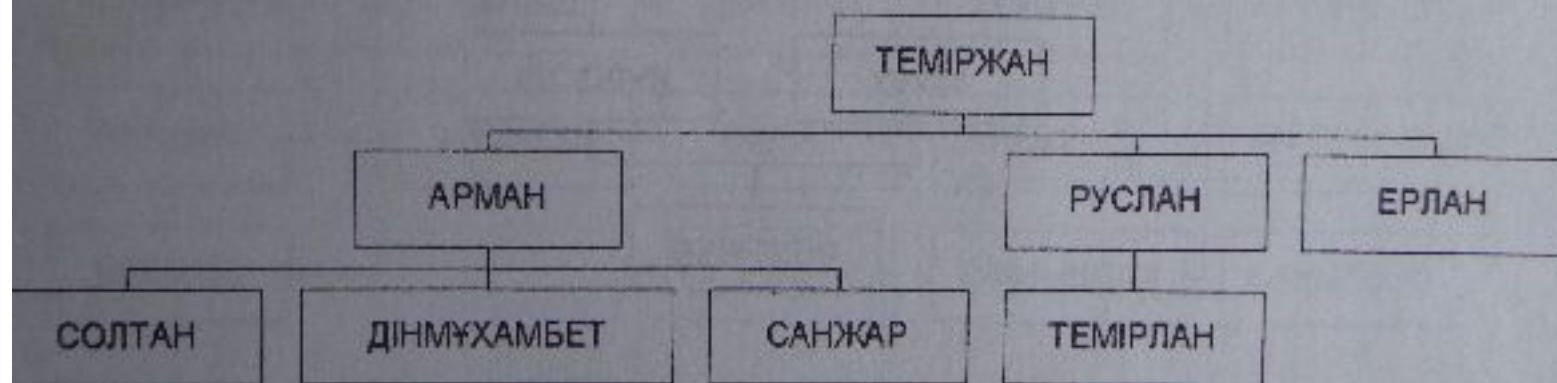 ТЕМІРЖАН
АРМАН
РУСЛАН
ЕРЛАН
СОЛТАН
ДІНМҰХАМБЕТ
САНЖАР
ТЕМІРЛАН